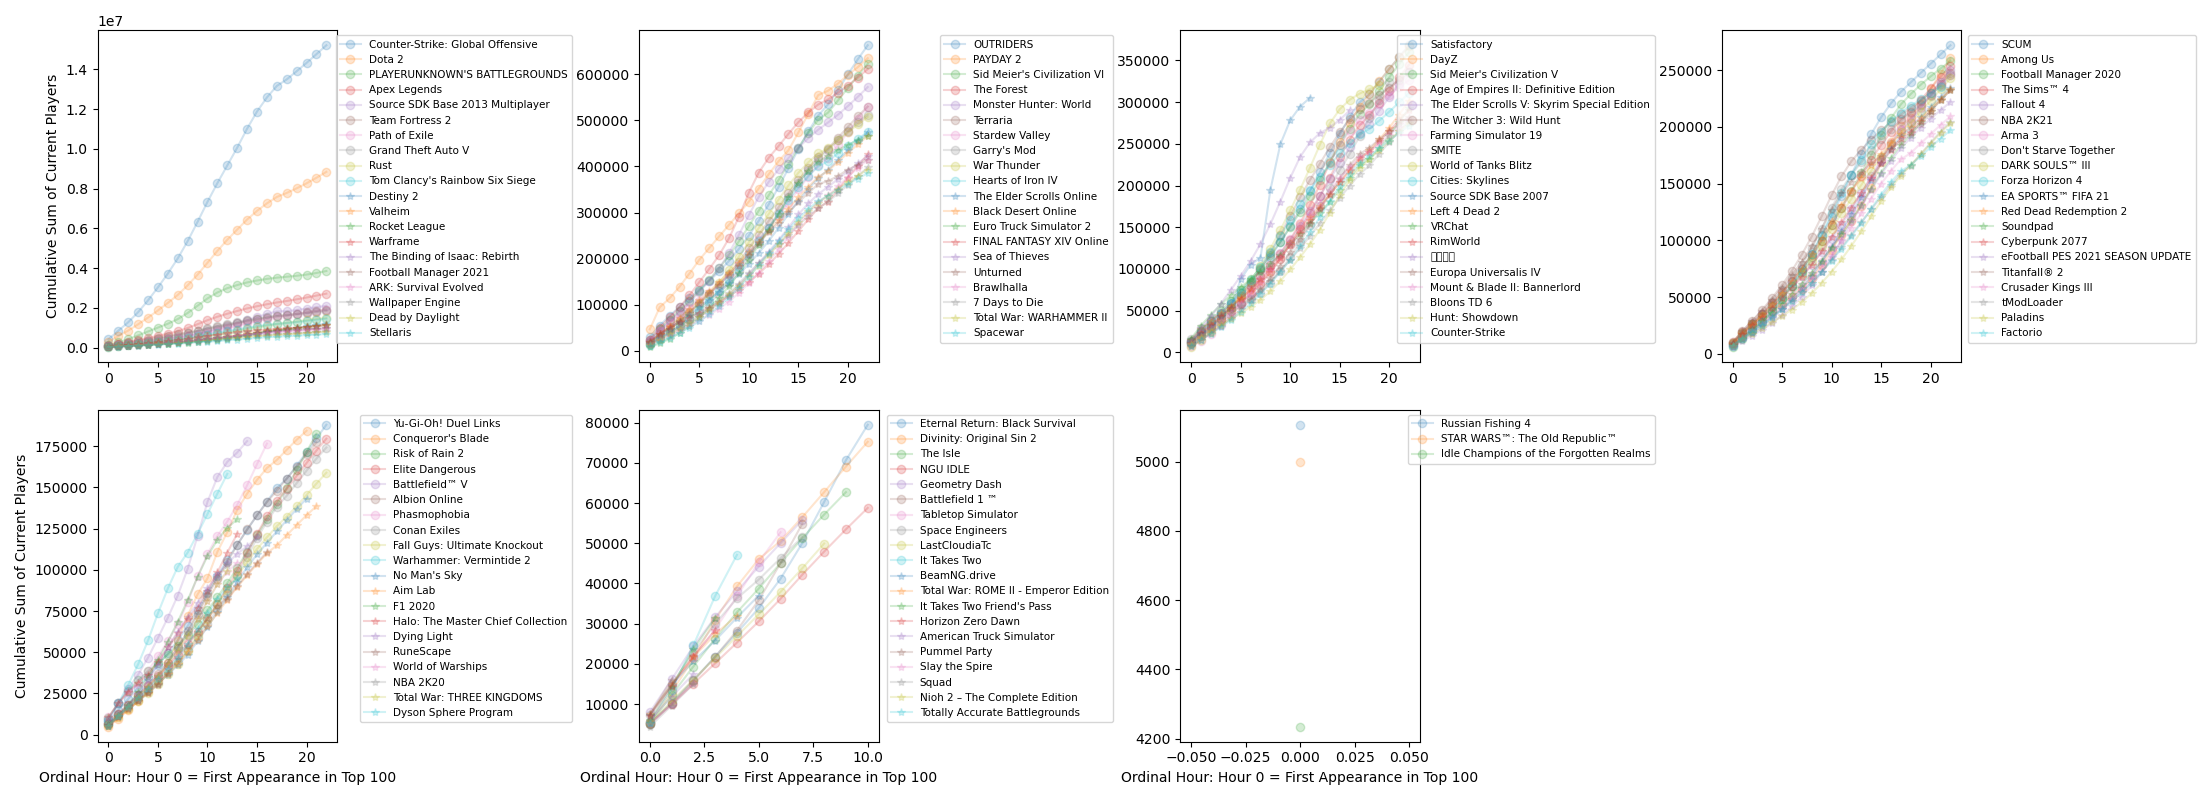 1e7
Cumulative Sum of Current Players
1.4
1.2
1.0
0.8
0.6
0.4
0.2
0.0
0 5 10 15 20
Counter-Strike: Global Offensive
Dota 2
PLAYERUNKNOWN'S BATTLEGROUNDS
Apex Legends
Source SDK Base 2013 Multiplayer
Team Fortress 2
Path of Exile
Grand Theft Auto V
Rust
Tom Clancy's Rainbow Six Siege
Destiny 2
Valheim
Rocket League
Warframe
The Binding of Isaac: Rebirth
Football Manager 2021
ARK: Survival Evolved
Wallpaper Engine
Dead by Daylight
Stellaris
600000
500000
400000
300000
200000
100000
0
0 5 10 15 20
OUTRIDERS
PAYDAY 2
Sid Meier's Civilization VI
The Forest
Monster Hunter: World
Terraria
Stardew Valley
Garry's Mod
War Thunder
Hearts of Iron IV
The Elder Scrolls Online
Black Desert Online
Euro Truck Simulator 2
FINAL FANTASY XIV Online
Sea of Thieves
Unturned
Brawlhalla
7 Days to Die
Total War: WARHAMMER II
Spacewar
350000
300000
250000
200000
150000
100000
50000
0
0 5 10 15 20
Satisfactory
DayZ
Sid Meier's Civilization V
Age of Empires II: Definitive Edition
The Elder Scrolls V: Skyrim Special Edition
The Witcher 3: Wild Hunt
Farming Simulator 19
SMITE
World of Tanks Blitz
Cities: Skylines
Source SDK Base 2007
Left 4 Dead 2
VRChat
RimWorld
Europa Universalis IV
Mount & Blade II: Bannerlord
Bloons TD 6
Hunt: Showdown
Counter-Strike
250000
200000
150000
100000
50000
0
0 5 10 15 20
SCUM
Among Us
Football Manager 2020
The Sims™ 4
Fallout 4
NBA 2K21
Arma 3
Don't Starve Together
DARK SOULS™ III
Forza Horizon 4
EA SPORTS™ FIFA 21
Red Dead Redemption 2
Soundpad
Cyberpunk 2077
eFootball PES 2021 SEASON UPDATE
Titanfall® 2
Crusader Kings III
tModLoader
Paladins
Factorio
Cumulative Sum of Current Players
175000
150000
125000
100000
75000
50000
25000
0
0 5 10 15 20
Ordinal Hour: Hour 0 = First Appearance in Top 100
Yu-Gi-Oh! Duel Links
Conqueror's Blade
Risk of Rain 2
Elite Dangerous
Battlefield™ V
Albion Online
Phasmophobia
Conan Exiles
Fall Guys: Ultimate Knockout
Warhammer: Vermintide 2
No Man's Sky
Aim Lab
F1 2020
Halo: The Master Chief Collection
Dying Light
RuneScape
World of Warships
NBA 2K20
Total War: THREE KINGDOMS
Dyson Sphere Program
80000
70000
60000
50000
40000
30000
20000
10000
0.0 2.5 5.0 7.5 10.0
Ordinal Hour: Hour 0 = First Appearance in Top 100
Eternal Return: Black Survival
Divinity: Original Sin 2
The Isle
NGU IDLE
Geometry Dash
Battlefield 1 ™
Tabletop Simulator
Space Engineers
LastCloudiaTc
It Takes Two
BeamNG.drive
Total War: ROME II - Emperor Edition
It Takes Two Friend's Pass
Horizon Zero Dawn
American Truck Simulator
Pummel Party
Slay the Spire
Squad
Nioh 2 – The Complete Edition
Totally Accurate Battlegrounds
5000
4800
4600
4400
4200
−0.050 −0.025 0.000 0.025 0.050
Ordinal Hour: Hour 0 = First Appearance in Top 100
Russian Fishing 4
STAR WARS™: The Old Republic™
Idle Champions of the Forgotten Realms